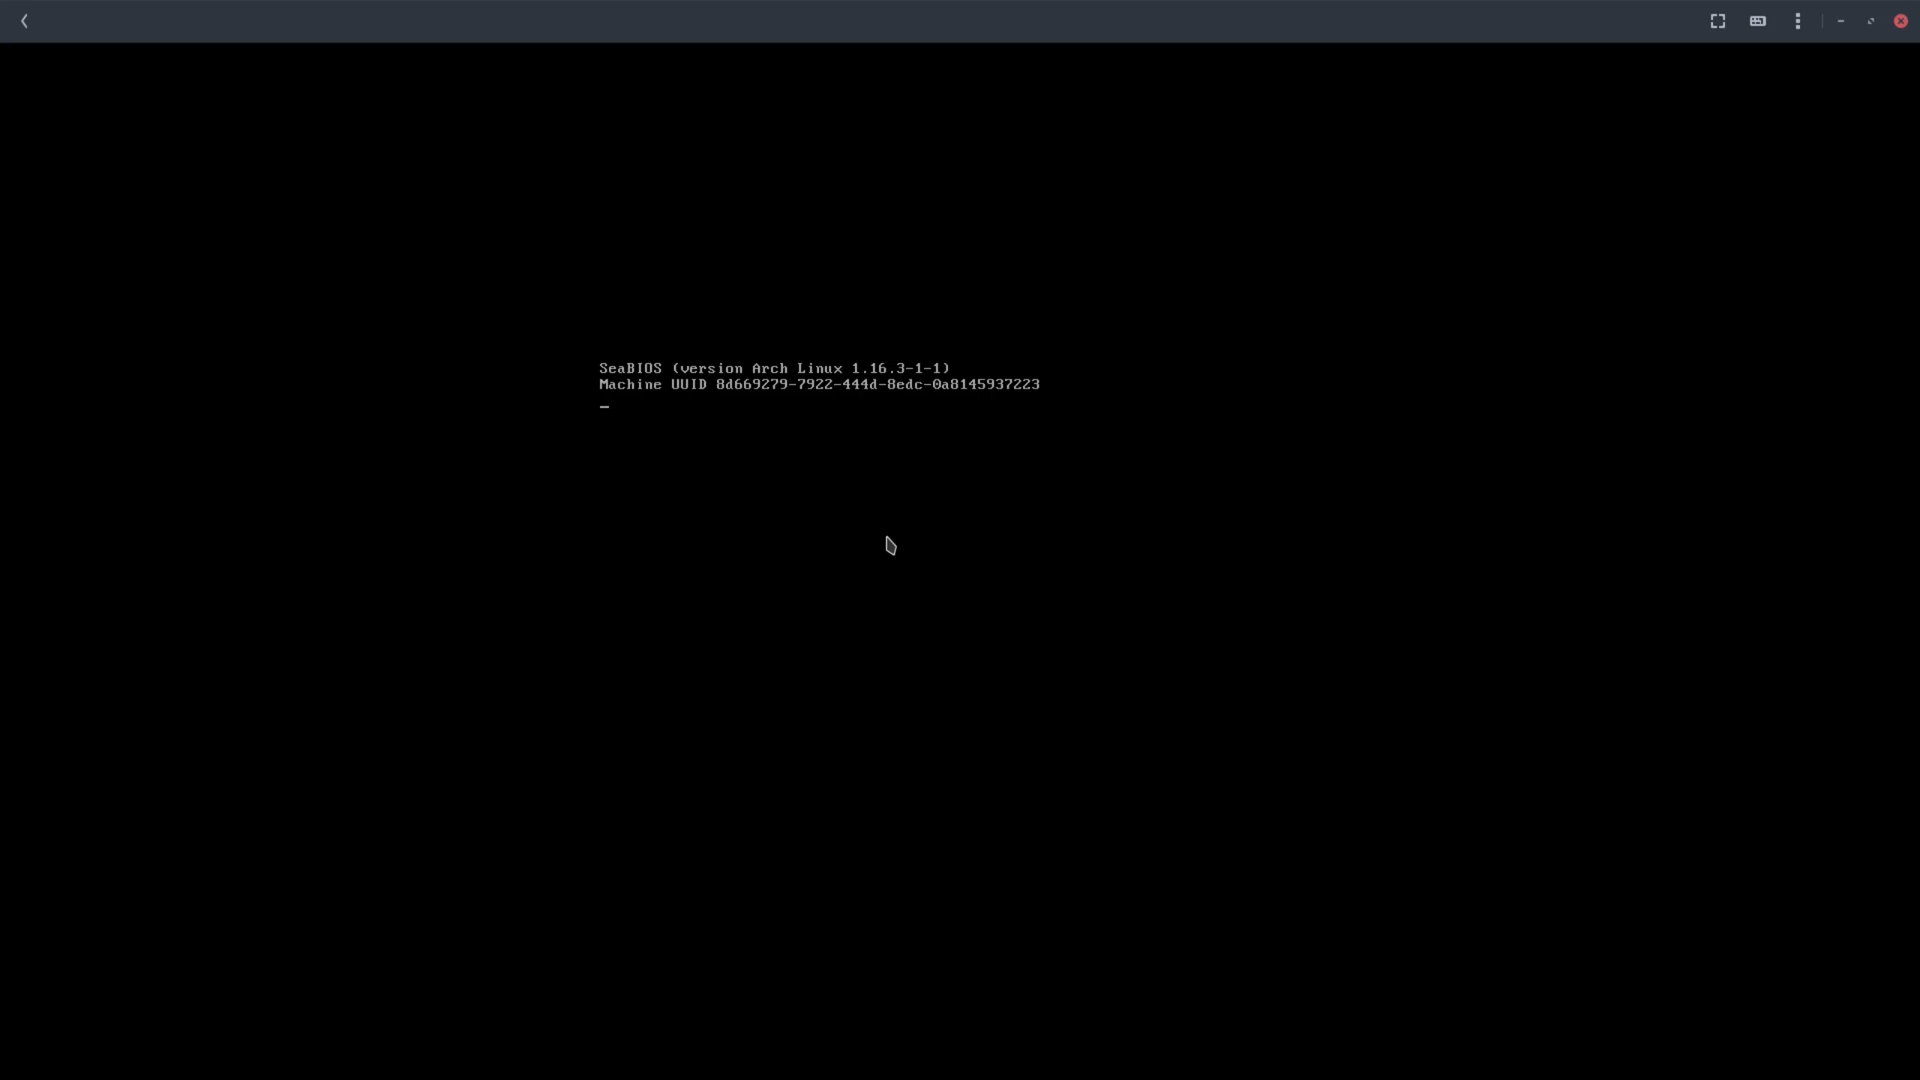 SeaBIOS (version Arch Linux 1.16.3-1-1)
Machine UUID 8d669279-7922-444d-8edc-0a8145937223